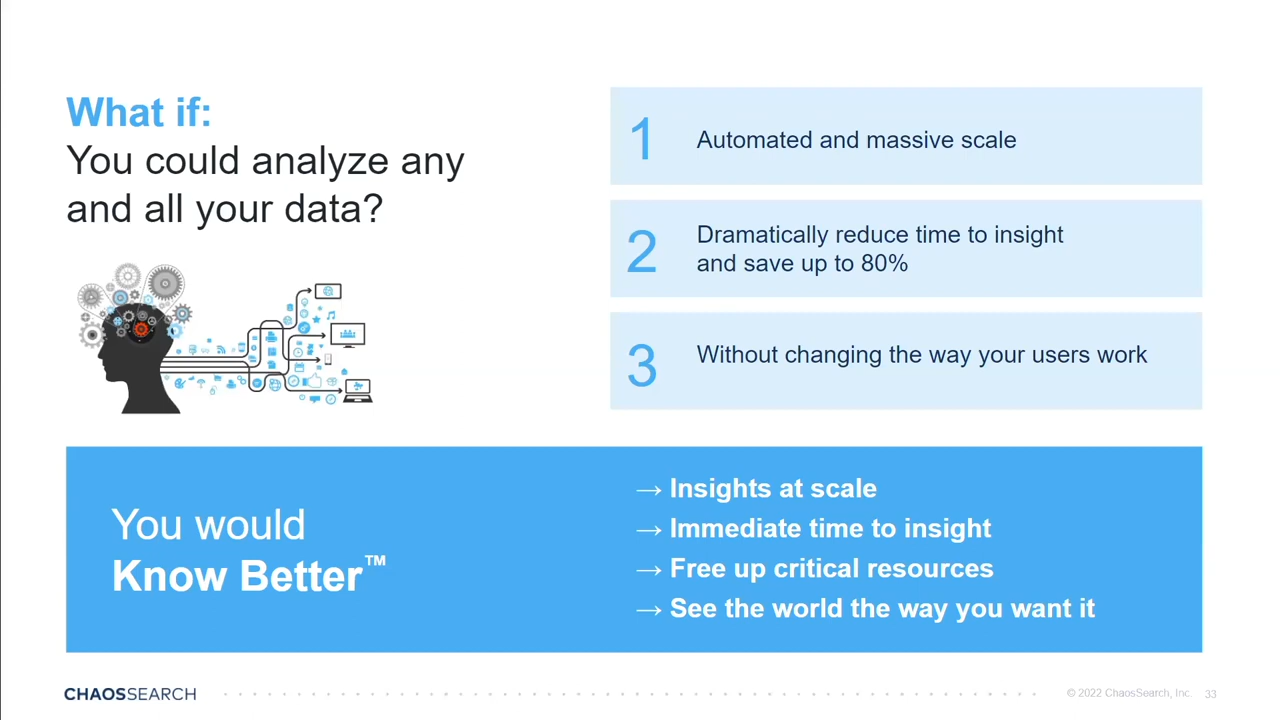 What if:
You could analyze any
and all your data?
1
Automated and massive scale
2
Dramatically reduce time to insight
and save up to 80%
3
Without changing the way your users work
You would
Know Better™
→ Insights at scale
→ Immediate time to insight
→ Free up critical resources
→ See the world the way you want it
CHAOSSEARCH
© 2022 ChaosSearch, Inc. 33